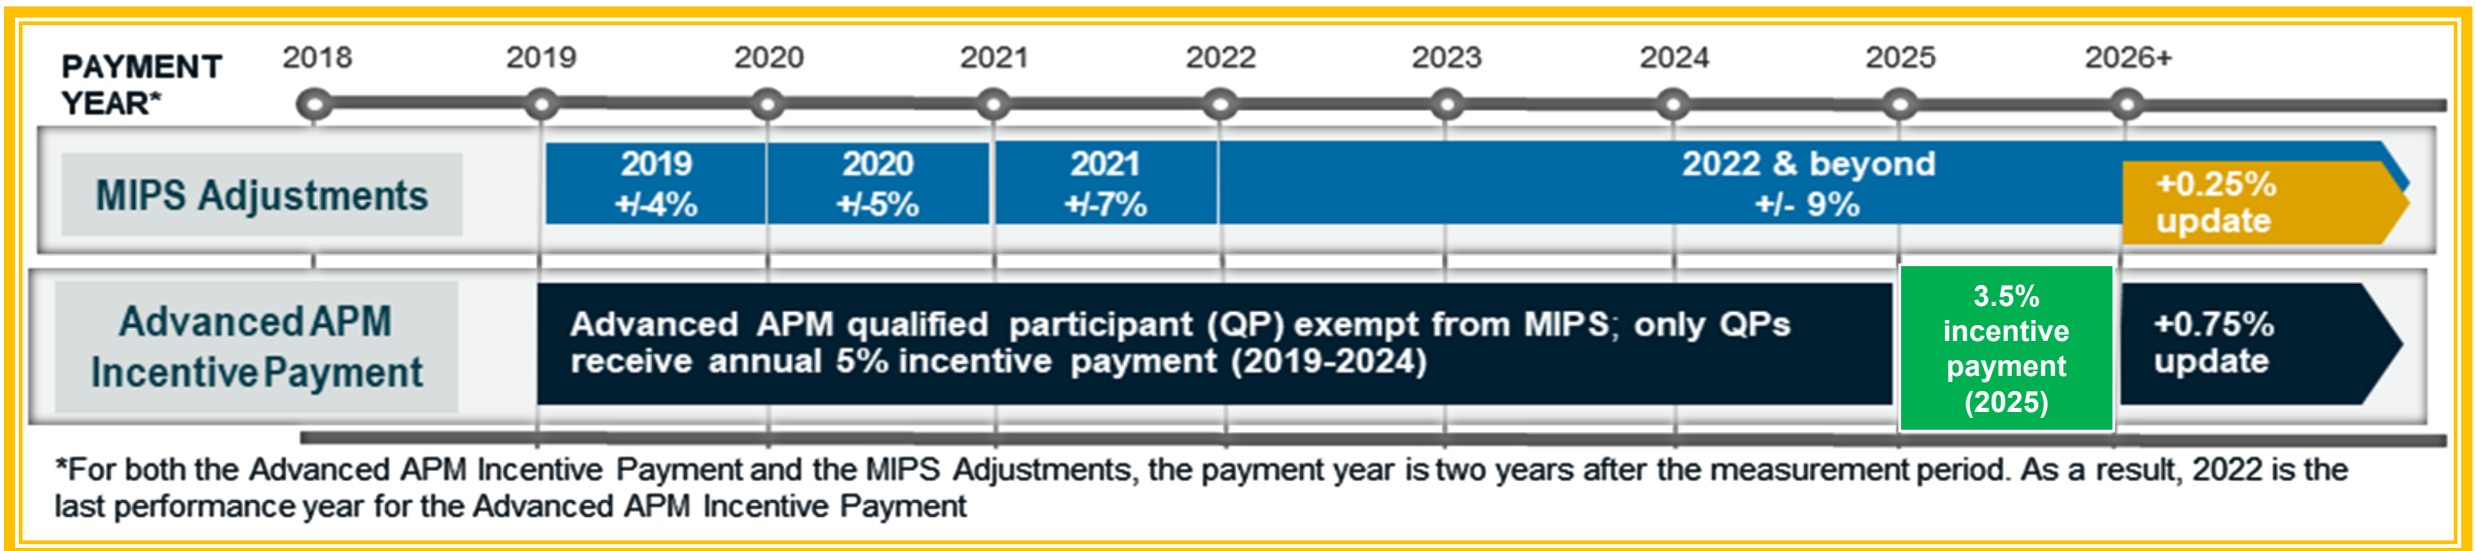 PAYMENT
YEAR*
2018 2019 2020 2021 2022 2023 2024 2025 2026+
MIPS Adjustments
2019
+/-4%
2020
+/-5%
2021
+/-7%
2022 & beyond
+/- 9%
+0.25%
update
Advanced APM
Incentive Payment
Advanced APM qualified participant (QP) exempt from MIPS; only QPs
receive annual 5% incentive payment (2019-2024)
3.5%
incentive
payment
(2025)
+0.75%
update
*For both the Advanced APM Incentive Payment and the MIPS Adjustments, the payment year is two years after the measurement period. As a result, 2022 is the
last performance year for the Advanced APM Incentive Payment